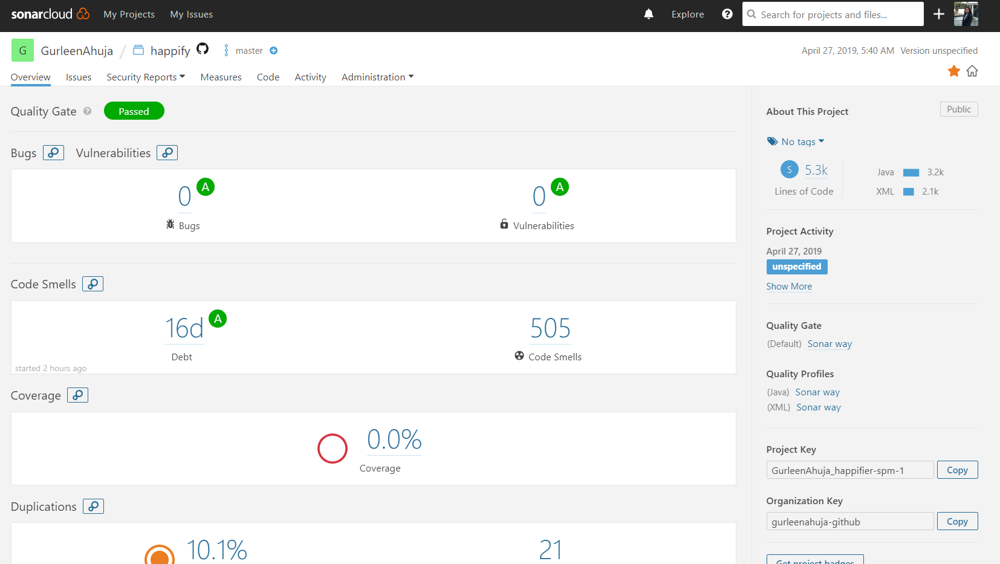 sonarcloud My Projects My Issues Explore Search for projects and files...
G GurleenAhuja / happify master April 27, 2019, 5:40 AM Version unspecified
Overview Issues Security Reports Measures Code Activity Administration
Quality Gate ? Passed
Bugs Vulnerabilities
0 A 0 A
Bugs Vulnerabilities
Code Smells
16d A 505
Debt Code Smells
started 2 hours ago
Coverage
0.0%
Coverage
Duplications
10.1% 21
About This Project Public
No tags
S 5.3k Java 3.2k
Lines of Code XML 2.1k
Project Activity
April 27, 2019
unspecified
Show More
Quality Gate
(Default) Sonar way
Quality Profiles
(Java) Sonar way
(XML) Sonar way
Project Key
GurleenAhuja_happifier-spm-1 Copy
Organization Key
gurleenahuja-github Copy
Get project badges